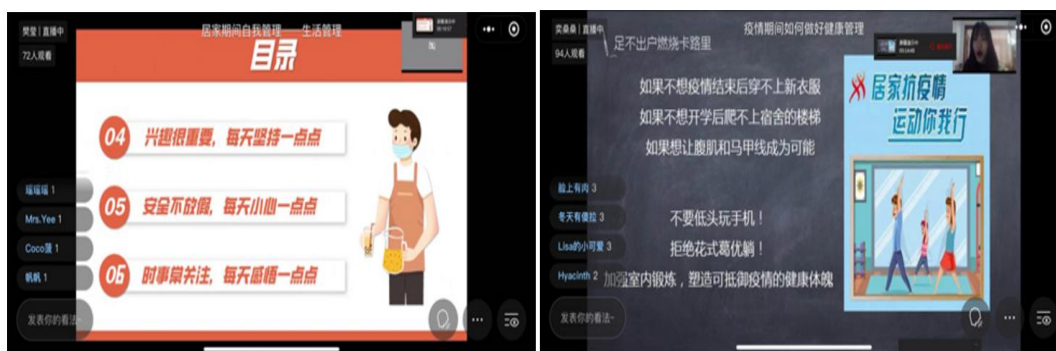 樊莹 | 直播中
72人观看
居家期间自我管理——生活管理
目录
04 兴趣很重要，每天坚持一点点
05 安全不放假，每天小心一点点
06 时事常关注，每天感悟一点点
瑶瑶瑶 1
Mrs.Yee 1
Coco菠 1
帆帆 1
发表你的看法~
奕桑桑 | 直播中
94人观看
疫情期间如何做好健康管理
足不出户燃烧卡路里
如果不想疫情结束后穿不上新衣服
如果不想开学后爬不上宿舍的楼梯
如果想让腹肌和马甲线成为可能
不要低头玩手机！
拒绝花式葛优躺！
加强室内锻炼，塑造可抵御疫情的健康体魄
居家抗疫情
运动你我行
脸上有肉 3
冬天有傻拉 3
Lisa的小可爱 3
Hyacinth 2
发表你的看法~